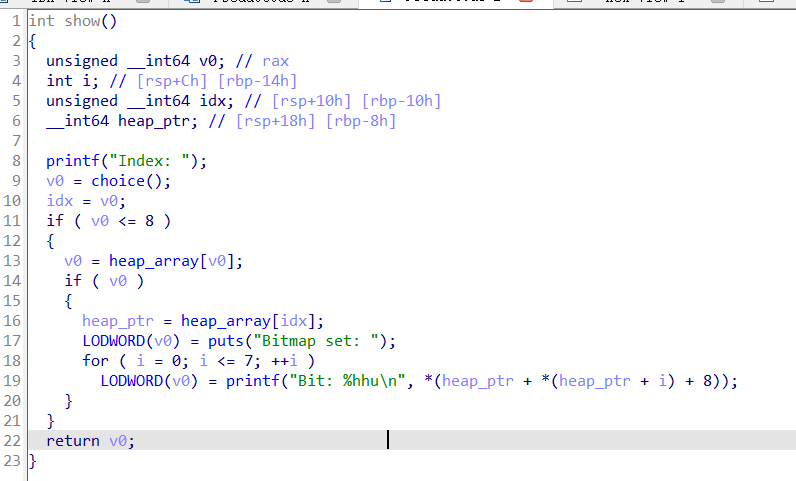 1 int show()
2 {
3 unsigned __int64 v0; // rax
4 int i; // [rsp+Ch] [rbp-14h]
5 unsigned __int64 idx; // [rsp+10h] [rbp-10h]
6 __int64 heap_ptr; // [rsp+18h] [rbp-8h]
7
8 printf("Index: ");
9 v0 = choice();
10 idx = v0;
11 if ( v0 <= 8 )
12 {
13 v0 = heap_array[v0];
14 if ( v0 )
15 {
16 heap_ptr = heap_array[idx];
17 LODWORD(v0) = puts("Bitmap set: ");
18 for ( i = 0; i <= 7; ++i )
19 LODWORD(v0) = printf("Bit: %hhu\n", *(heap_ptr + *(heap_ptr + i) + 8));
20 }
21 }
22 return v0;
23 }